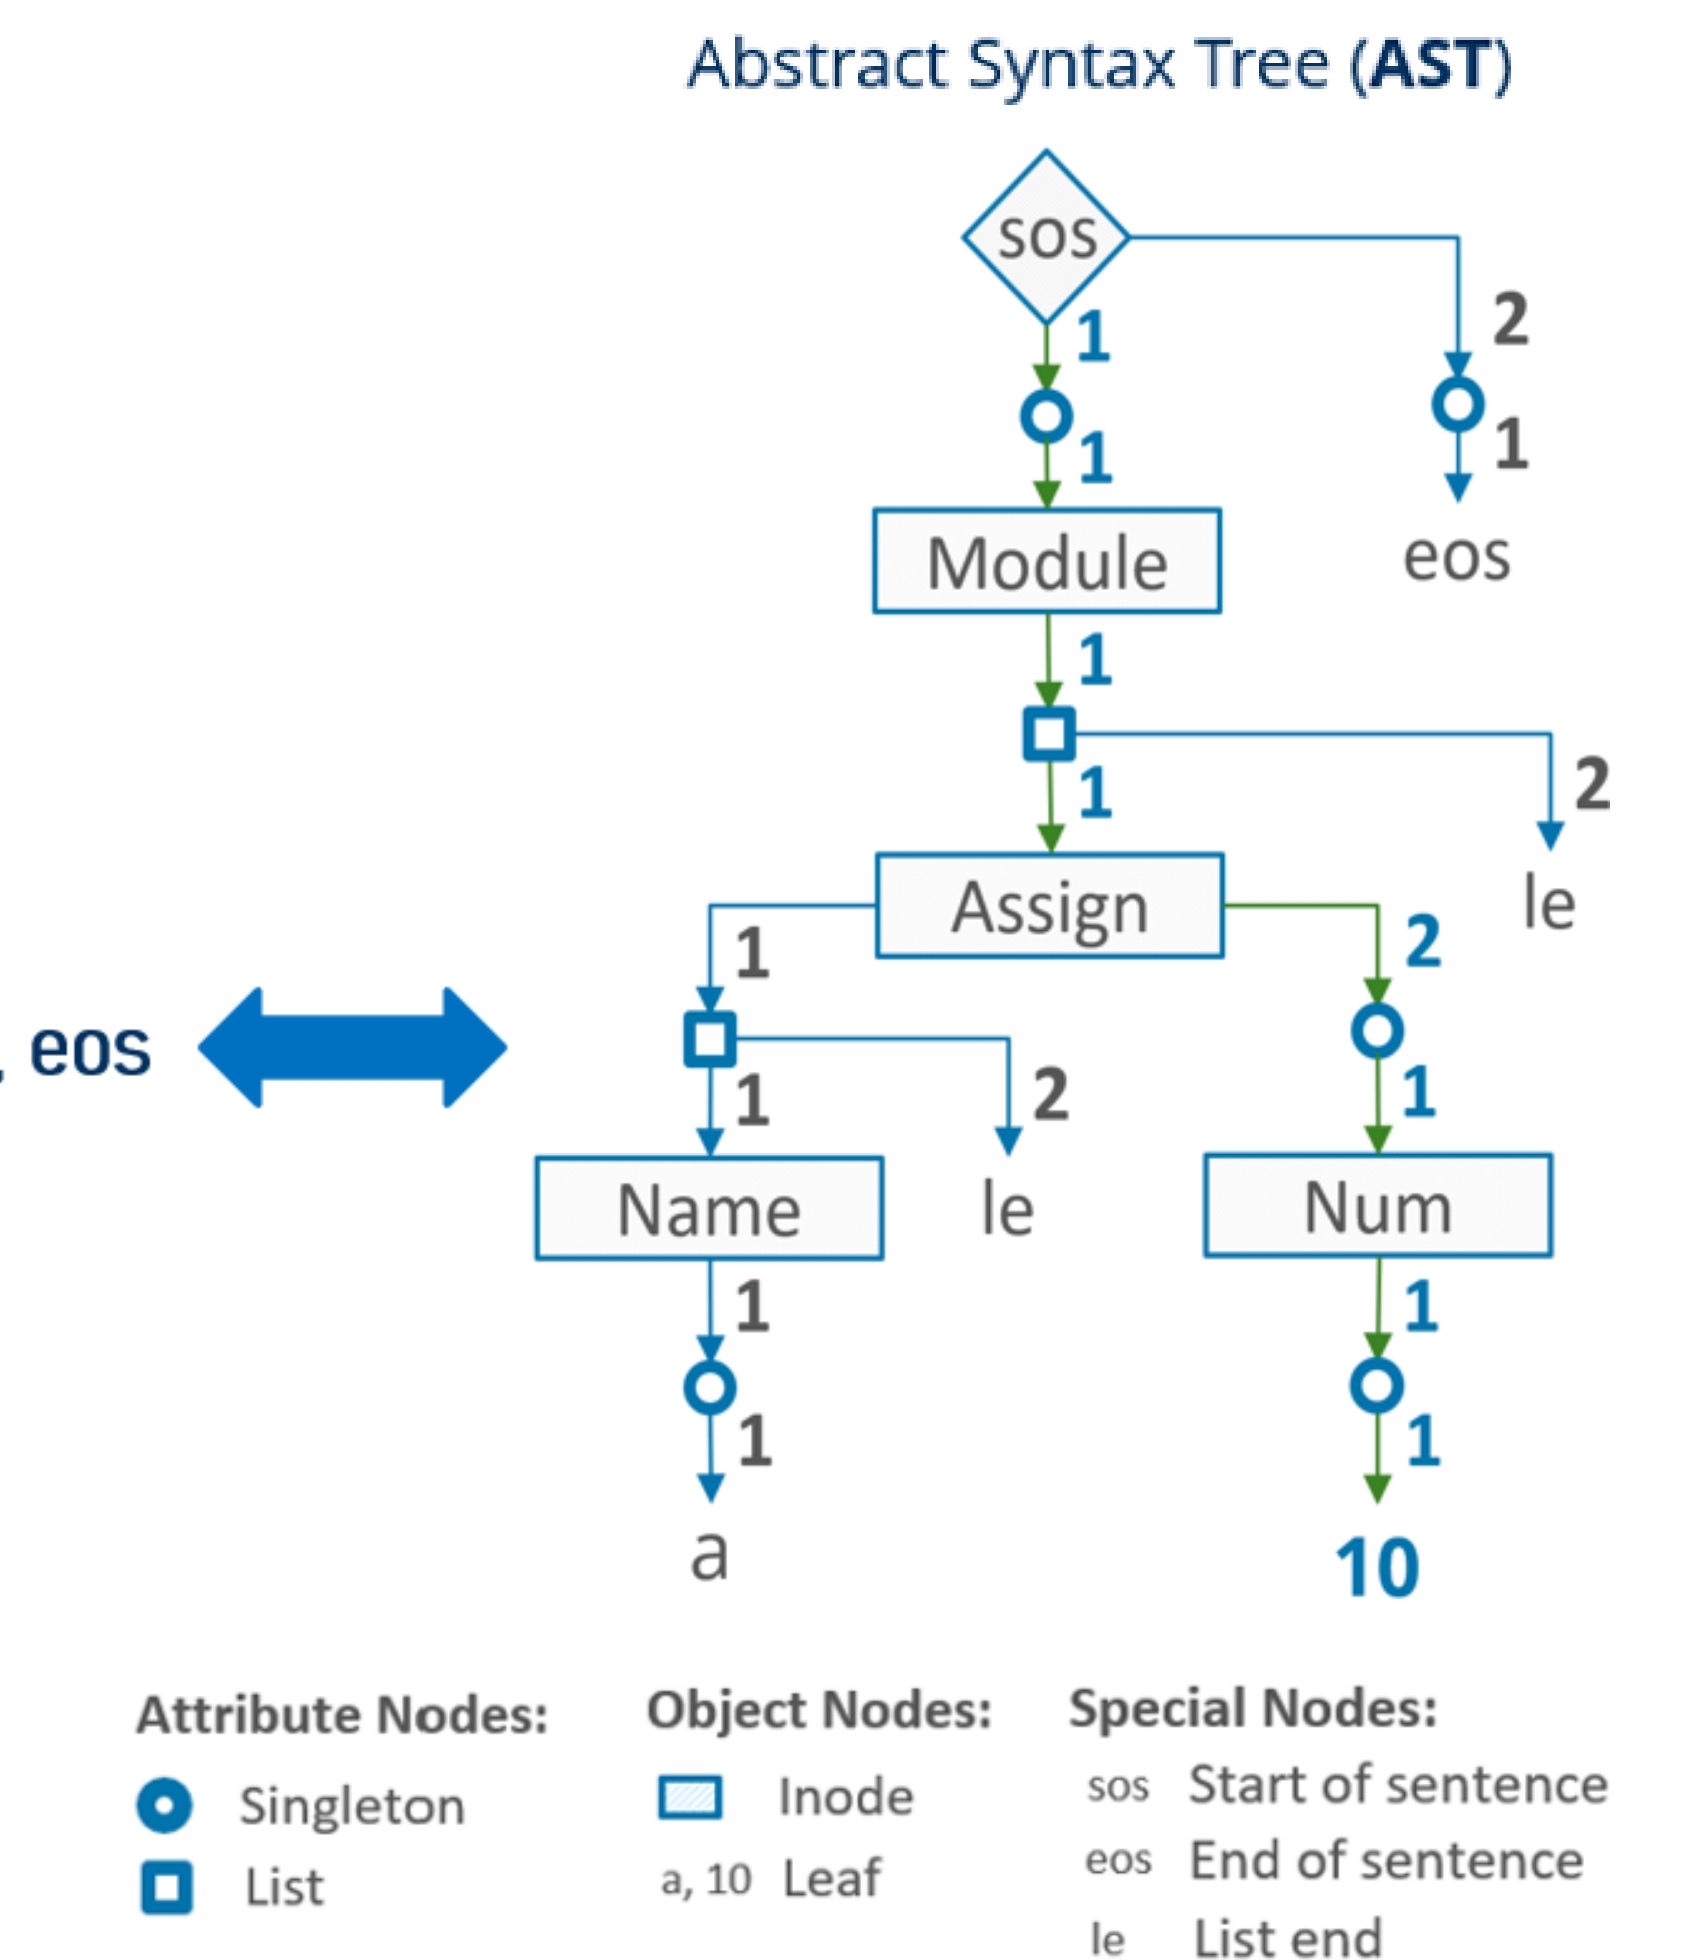 Abstract Syntax Tree (AST)
sos
1
2
1
1
Module
eos
1
1
2
Assign
le
1
2
, eos
1
2
1
Name
le
Num
1
1
1
1
a
10
Attribute Nodes:
Singleton
List
Object Nodes:
Inode
a, 10 Leaf
Special Nodes:
sos Start of sentence
eos End of sentence
le List end